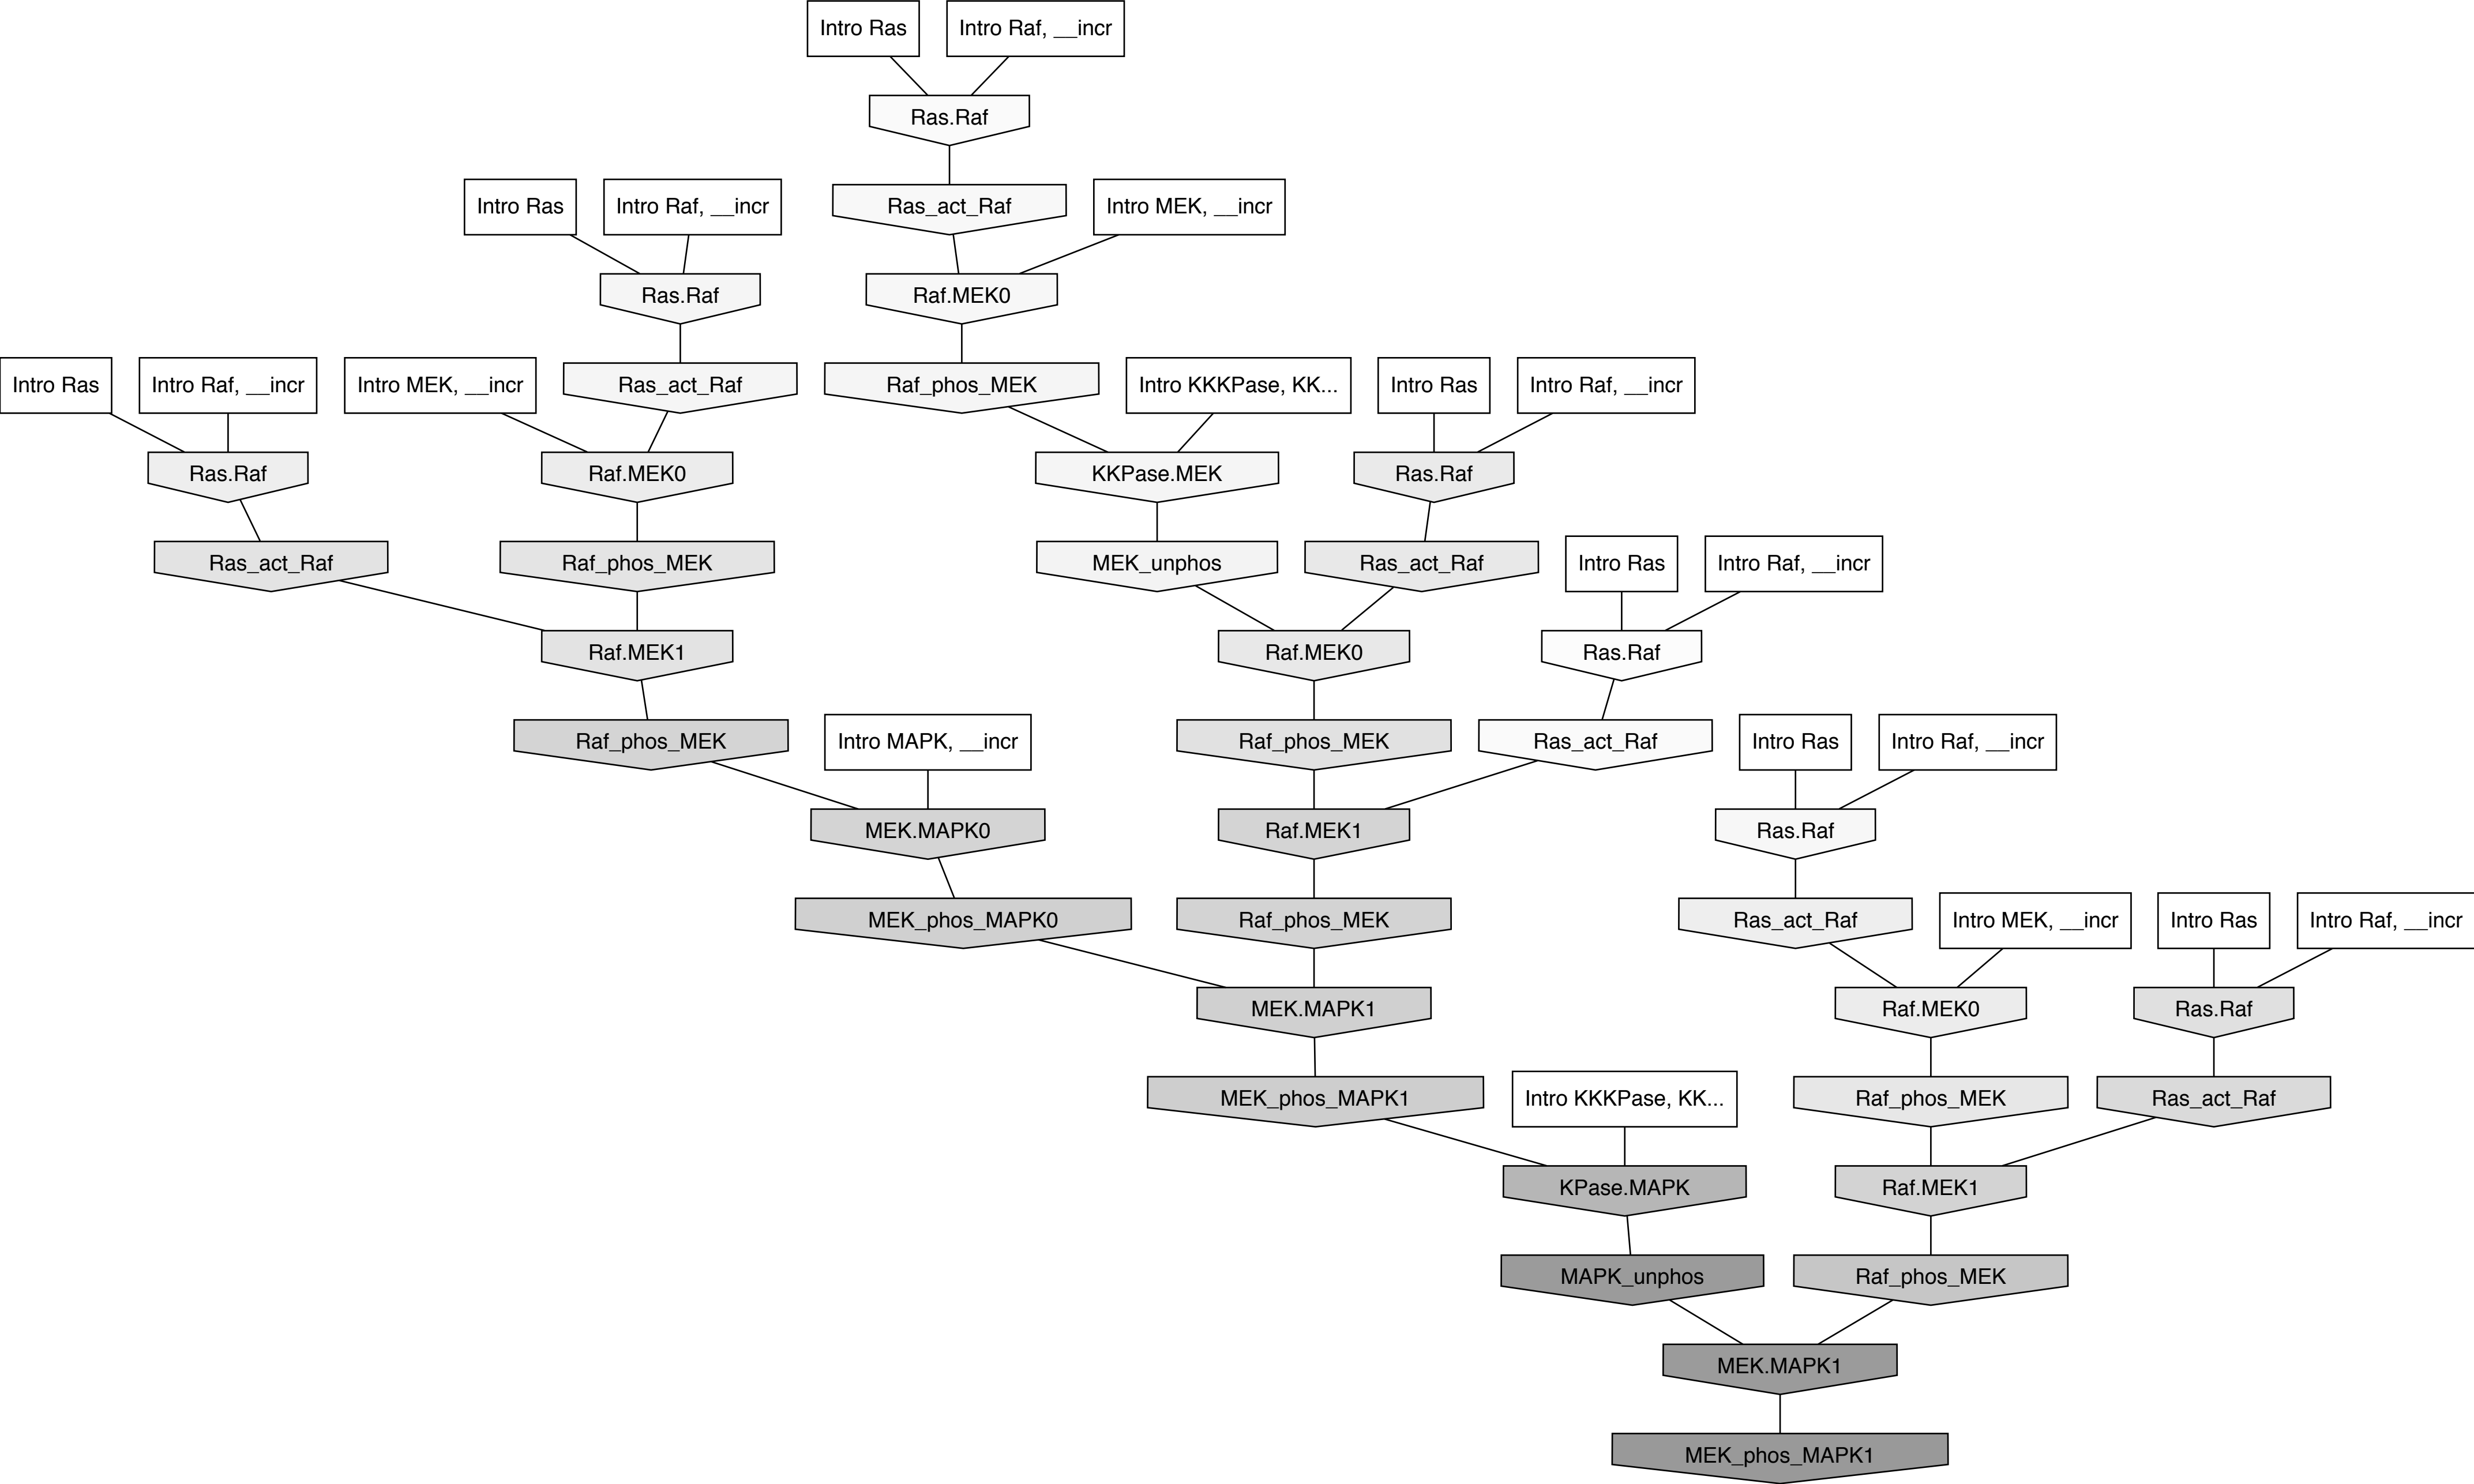 Intro Ras
Intro Raf, __incr
Ras.Raf
Intro Ras
Intro Raf, __incr
Ras_act_Raf
Intro MEK, __incr
Ras.Raf
Raf.MEK0
Intro Ras
Intro Raf, __incr
Intro MEK, __incr
Ras_act_Raf
Raf_phos_MEK
Intro KKKPase, KK...
Intro Ras
Intro Raf, __incr
Ras.Raf
Raf.MEK0
KKPase.MEK
Ras.Raf
Ras_act_Raf
Raf_phos_MEK
MEK_unphos
Ras_act_Raf
Intro Ras
Intro Raf, __incr
Raf.MEK1
Raf.MEK0
Ras.Raf
Raf_phos_MEK
Intro MAPK, __incr
Raf_phos_MEK
Ras_act_Raf
Intro Ras
Intro Raf, __incr
MEK.MAPK0
Raf.MEK1
Ras.Raf
MEK_phos_MAPK0
Raf_phos_MEK
Ras_act_Raf
Intro MEK, __incr
Intro Ras
Intro Raf, __incr
MEK.MAPK1
Raf.MEK0
Ras.Raf
MEK_phos_MAPK1
Intro KKKPase, KK...
Raf_phos_MEK
Ras_act_Raf
KPase.MAPK
Raf.MEK1
MAPK_unphos
Raf_phos_MEK
MEK.MAPK1
MEK_phos_MAPK1